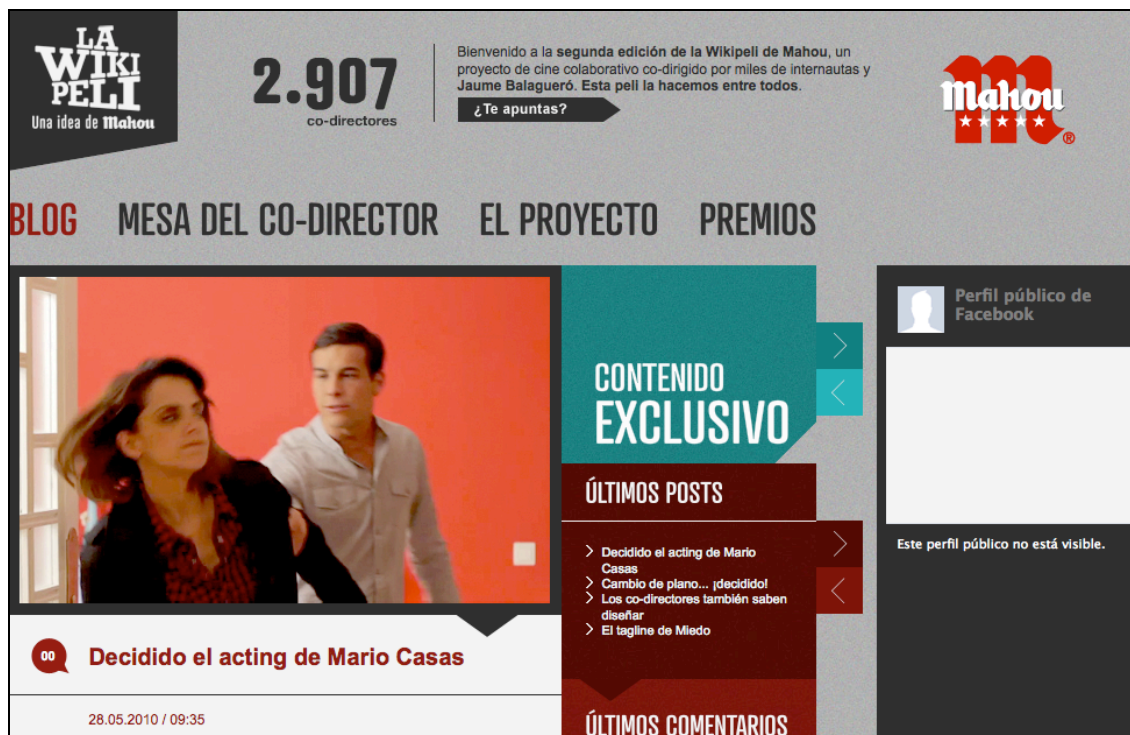 LA
WIKI
PELI
Una idea de Mahou
2.907
co-directores
Bienvenido a la segunda edición de la Wikipeli de Mahou, un
proyecto de cine colaborativo co-dirigido por miles de internautas y
Jaume Balagueró. Esta peli la hacemos entre todos.
¿Te apuntas?
Mahou
®
BLOG MESA DEL CO-DIRECTOR EL PROYECTO PREMIOS
CONTENIDO
EXCLUSIVO
ÚLTIMOS POSTS
Decidido el acting de Mario
Casas
Cambio de plano... ¡decidido!
Los co-directores también saben
diseñar
El tagline de Miedo
ÚLTIMOS COMENTARIOS
Perfil público de
Facebook
Este perfil público no está visible.
00
Decidido el acting de Mario Casas
28.05.2010 / 09:35